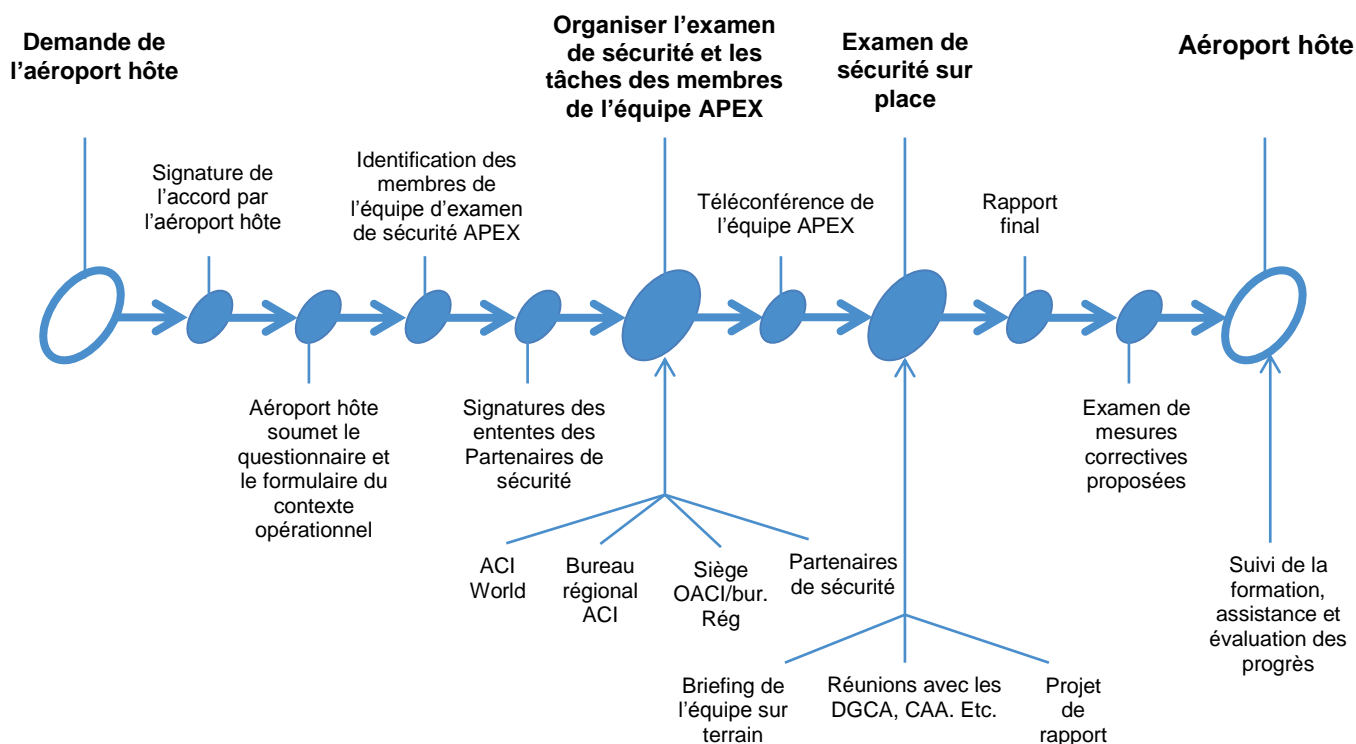 Demande de
l'aéroport hôte
Organiser l'examen
de sécurité et les
tâches des membres
de l'équipe APEX
Examen de
sécurité sur
place
Aéroport hôte
Signature de
l'accord par
l'aéroport hôte
Identification des
membres de
l'équipe d'examen
de sécurité APEX
Téléconférence de
l'équipe APEX
Rapport
final
Aéroport hôte
soumet le
questionnaire et
le formulaire du
contexte
opérationnel
Signatures des
ententes des
Partenaires de
sécurité
Examen de
mesures
correctives
proposées
ACI
World
Bureau
régional
ACI
Siège
OACI/bur.
Rég
Partenaires
de sécurité
Suivi de la
formation,
assistance et
évaluation des
progrès
Briefing de
l'équipe sur
terrain
Réunions avec les
DGCA, CAA. Etc.
Projet
de
rapport